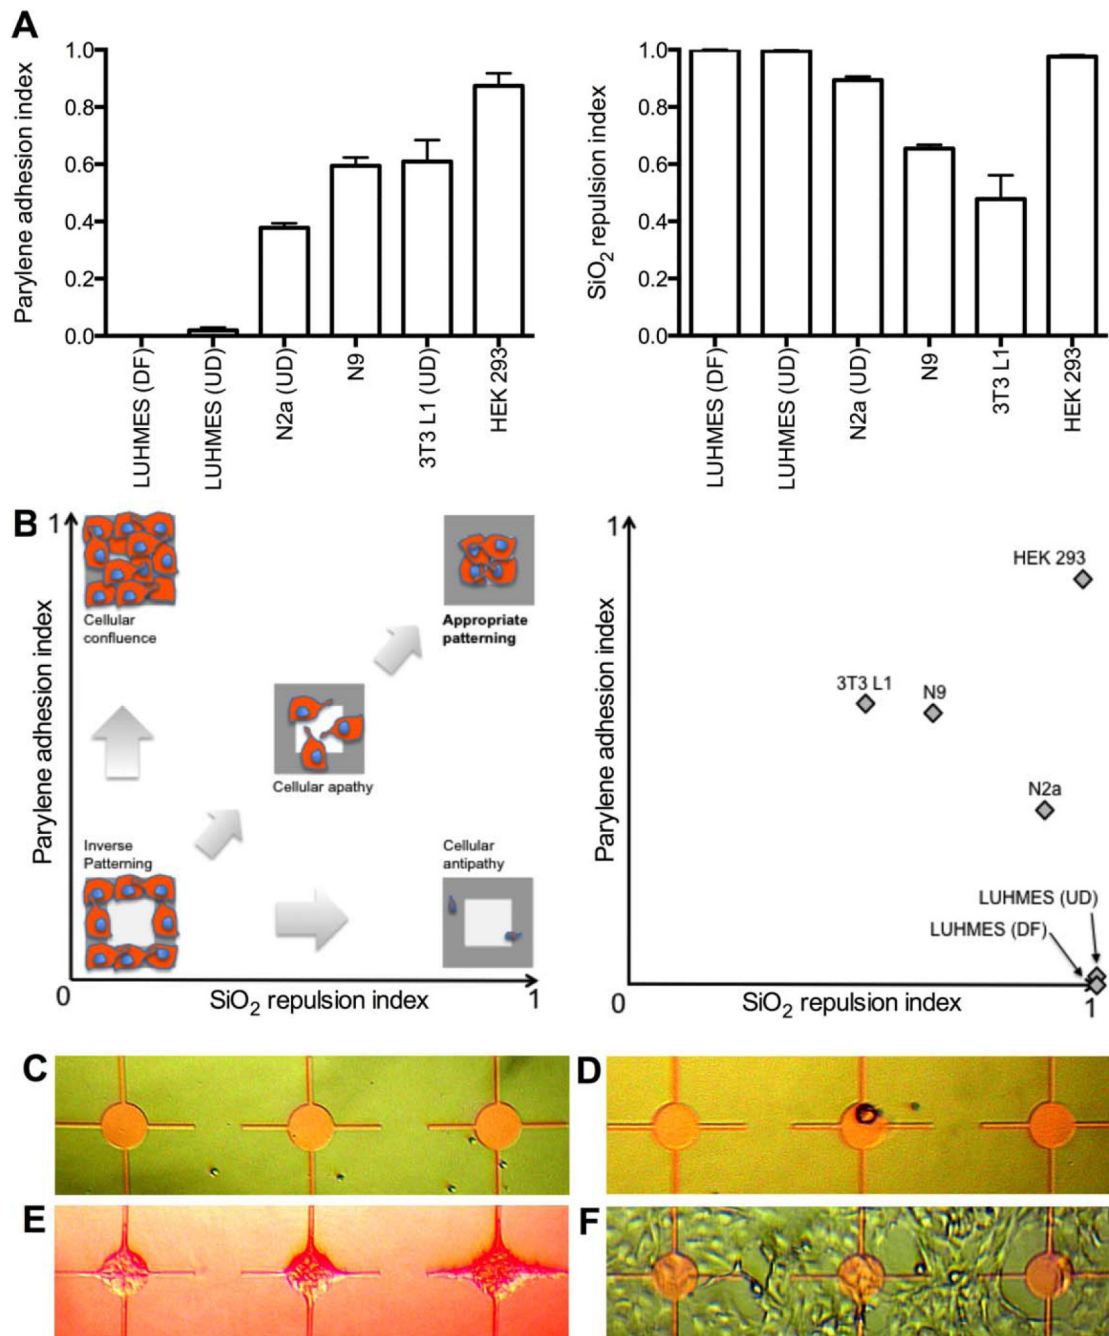 A
Parylene adhesion index
1.0
0.8
0.6
0.4
0.2
0.0
LUHMES (DF)
LUHMES (UD)
N2a (UD)
N9
3T3 L1 (UD)
HEK 293
SiO₂ repulsion index
1.0
0.8
0.6
0.4
0.2
0.0
LUHMES (DF)
LUHMES (UD)
N2a (UD)
N9
3T3 L1
HEK 293
B
1
Parylene adhesion index
Cellular
confluence
Appropriate
patterning
Cellular apathy
Inverse
Patterning
Cellular
antipathy
0
SiO₂ repulsion index
1
1
Parylene adhesion index
HEK 293
3T3 L1
N9
N2a
LUHMES (UD)
LUHMES (DF)
0
SiO₂ repulsion index
1
C
D
E
F